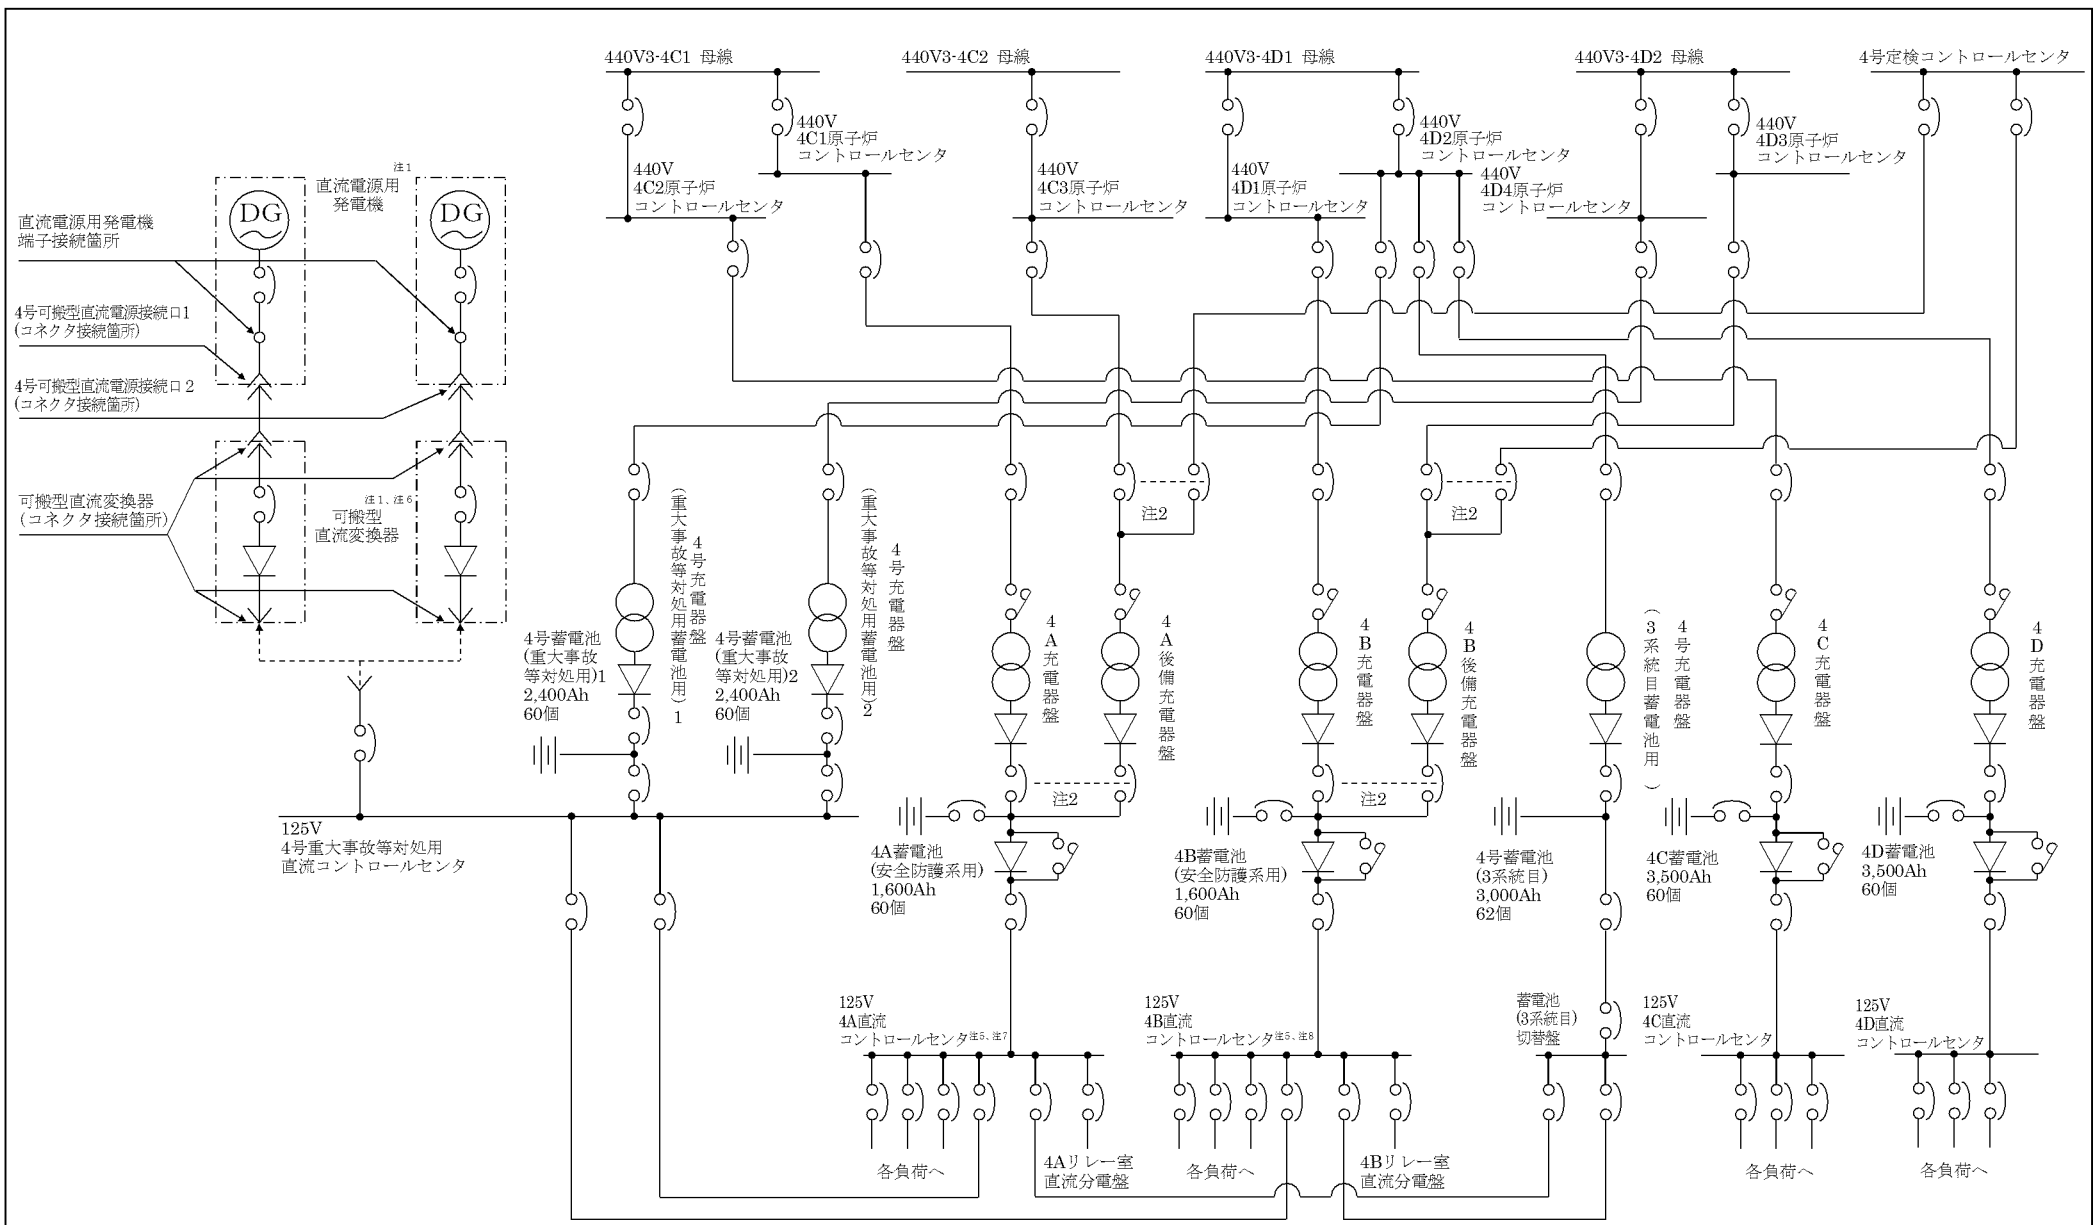 440V3-4C1 母線
440V3-4C2 母線
440V3-4D1 母線
440V3-4D2 母線
4号定検コントロールセンタ
440V
4C1原子炉
コントロールセンタ
440V
4C2原子炉
コントロールセンタ
440V
4C3原子炉
コントロールセンタ
440V
4D1原子炉
コントロールセンタ
440V
4D2原子炉
コントロールセンタ
440V
4D4原子炉
コントロールセンタ
440V
4D3原子炉
コントロールセンタ
注1
直流電源用
発電機
DG
DG
直流電源用発電機
端子接続箇所
4号可搬型直流電源接続口1
(コネクタ接続箇所)
4号可搬型直流電源接続口2
(コネクタ接続箇所)
可搬型直流変換器
(コネクタ接続箇所)
注1、注6
可搬型
直流変換器
4号充電器盤
(重大事故等対処用蓄電池用)1
4号充電器盤
(重大事故等対処用蓄電池用)2
注2
注2
4A充電器盤
4A後備充電器盤
4B充電器盤
4B後備充電器盤
4号充電器盤
(3系統目蓄電池用)
4C充電器盤
4D充電器盤
4号蓄電池
(重大事故
等対処用)1
2,400Ah
60個
4号蓄電池
(重大事故
等対処用)2
2,400Ah
60個
注2
注2
125V
4号重大事故等対処用
直流コントロールセンタ
4A蓄電池
(安全防護系用)
1,600Ah
60個
4B蓄電池
(安全防護系用)
1,600Ah
60個
4号蓄電池
(3系統目)
3,000Ah
62個
4C蓄電池
3,500Ah
60個
4D蓄電池
3,500Ah
60個
125V
4A直流
コントロールセンタ注5、注7
125V
4B直流
コントロールセンタ注5、注8
蓄電池
(3系統目)
切替盤
125V
4C直流
コントロールセンタ
125V
4D直流
コントロールセンタ
各負荷へ
4Aリレー室
直流分電盤
各負荷へ
4Bリレー室
直流分電盤
各負荷へ
各負荷へ